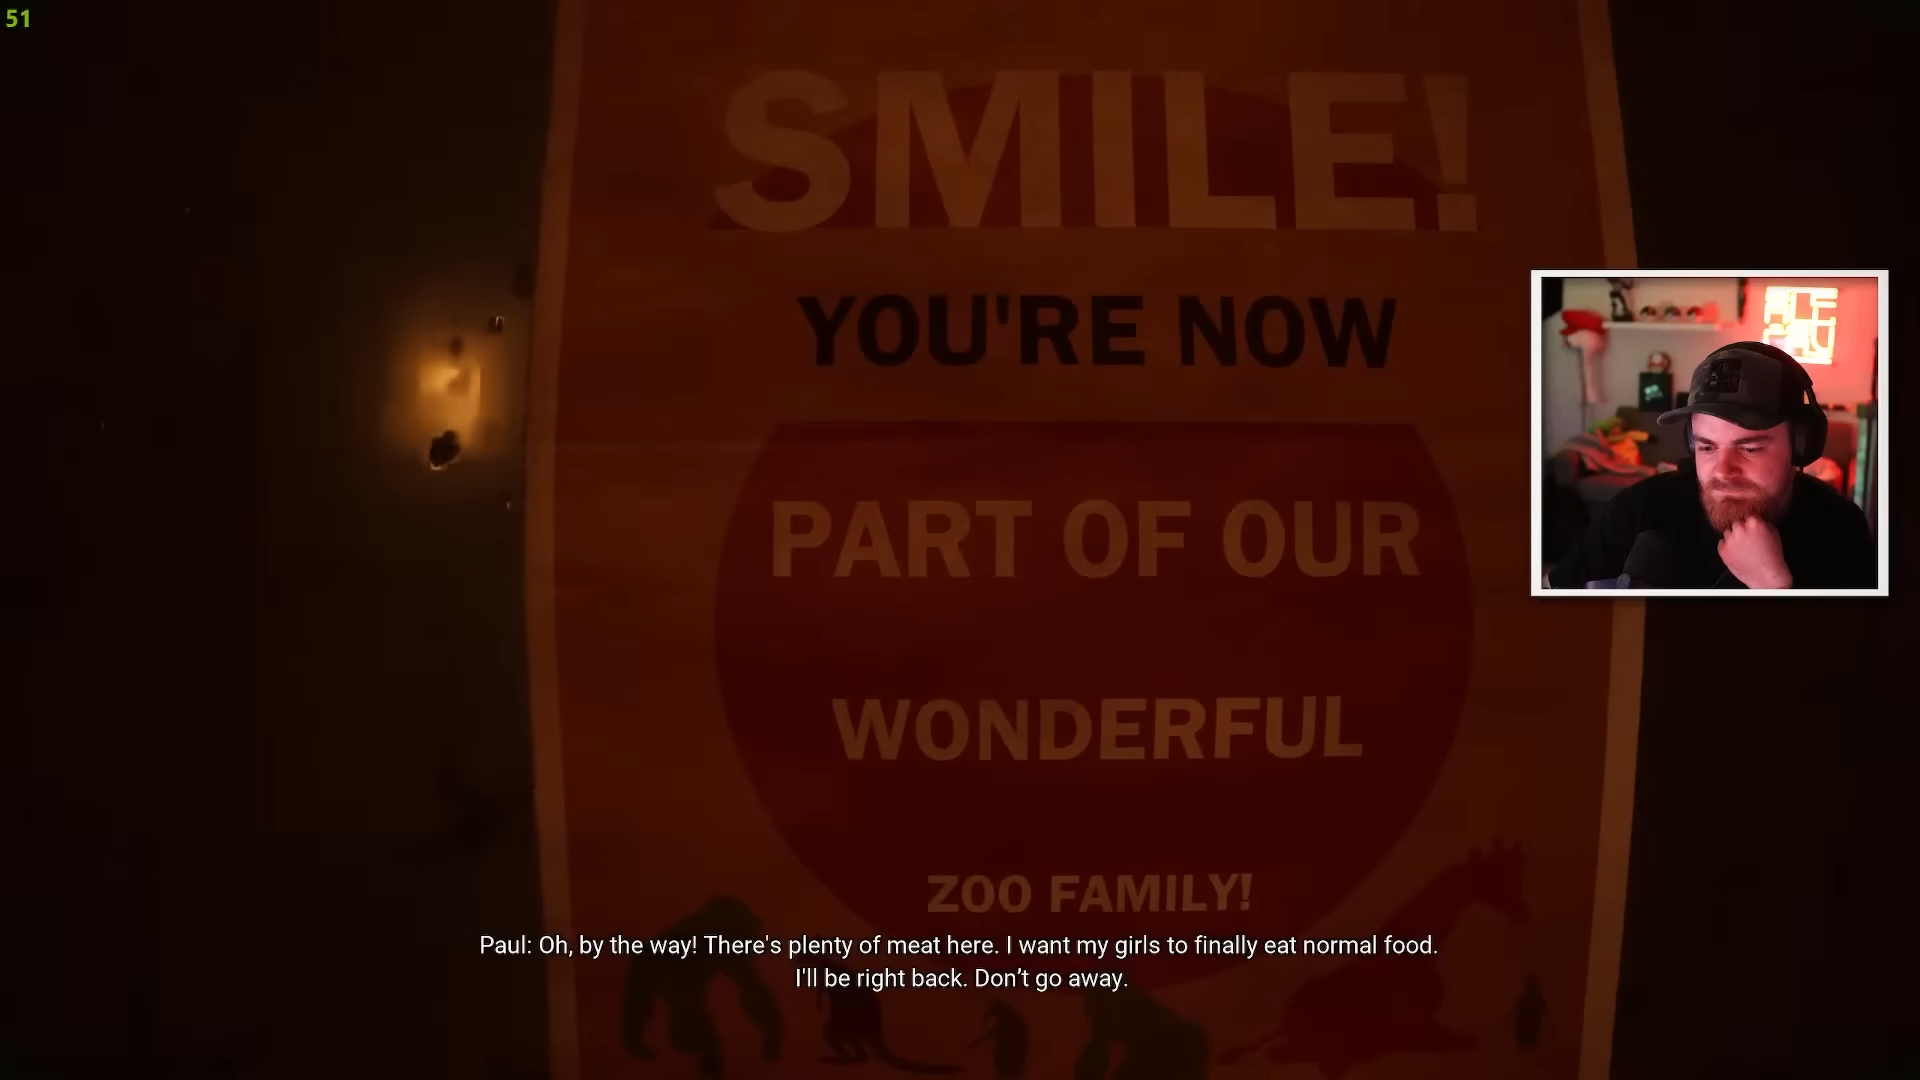 51
SMILE!
YOU'RE NOW
PART OF OUR
WONDERFUL
ZOO FAMILY!
Paul: Oh, by the way! There's plenty of meat here. I want my girls to finally eat normal food.
I'll be right back. Don’t go away.